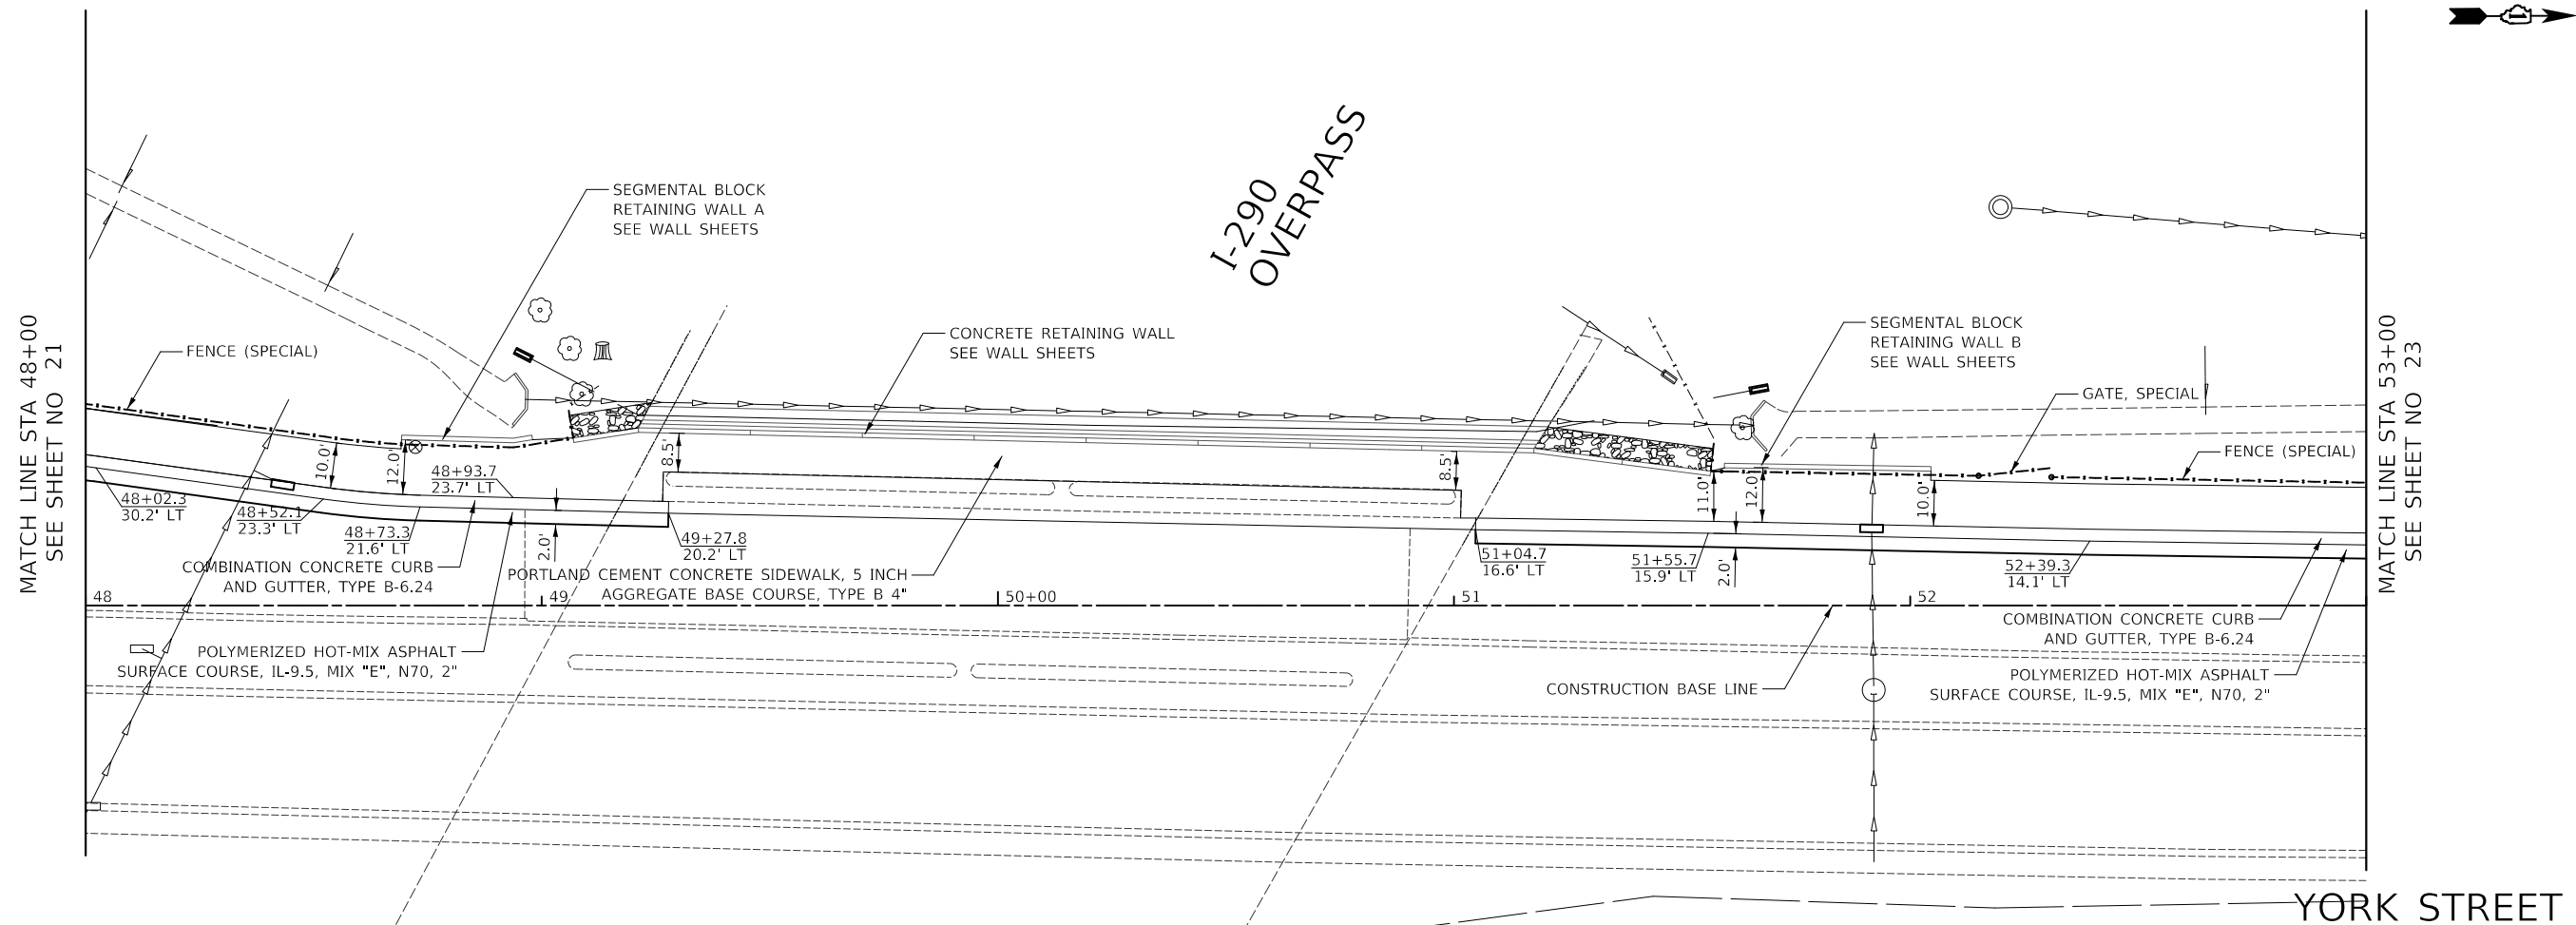 MATCH LINE STA 48+00
SEE SHEET NO 21
FENCE (SPECIAL)
SEGMENTAL BLOCK
RETAINING WALL A
SEE WALL SHEETS
I-290
OVERPASS
CONCRETE RETAINING WALL
SEE WALL SHEETS
SEGMENTAL BLOCK
RETAINING WALL B
SEE WALL SHEETS
GATE, SPECIAL
FENCE (SPECIAL)
MATCH LINE STA 53+00
SEE SHEET NO 23
10.0'
12.0'
8.5'
8.5'
11.0'
12.0'
10.0'
48+02.3
30.2' LT
48+52.1
23.3' LT
48+73.3
21.6' LT
48+93.7
23.7' LT
2.0'
49+27.8
20.2' LT
51+04.7
16.6' LT
51+55.7
15.9' LT
2.0'
52+39.3
14.1' LT
COMBINATION CONCRETE CURB
AND GUTTER, TYPE B-6.24
PORTLAND CEMENT CONCRETE SIDEWALK, 5 INCH
AGGREGATE BASE COURSE, TYPE B 4"
48
49
50+00
51
52
POLYMERIZED HOT-MIX ASPHALT
SURFACE COURSE, IL-9.5, MIX "E", N70, 2"
CONSTRUCTION BASE LINE
COMBINATION CONCRETE CURB
AND GUTTER, TYPE B-6.24
POLYMERIZED HOT-MIX ASPHALT
SURFACE COURSE, IL-9.5, MIX "E", N70, 2"
YORK STREET